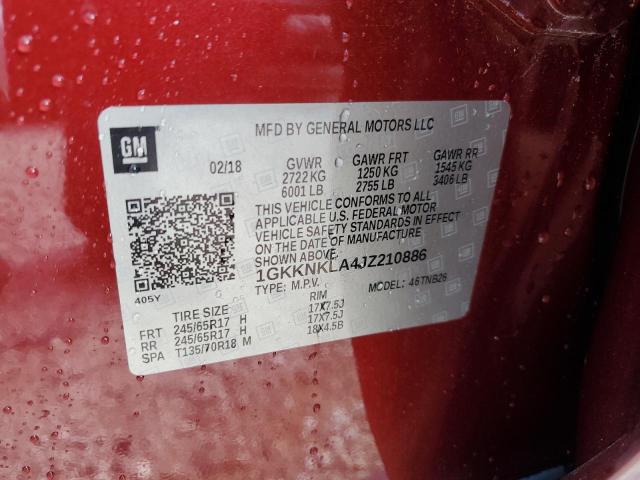 GM
MFD BY GENERAL MOTORS LLC
02/18 GVWR GAWR FRT GAWR RR
2722 KG 1250 KG 1545 KG
6001 LB 2755 LB 3406 LB
THIS VEHICLE CONFORMS TO ALL
APPLICABLE U.S. FEDERAL MOTOR
VEHICLE SAFETY STANDARDS IN EFFECT
ON THE DATE OF MANUFACTURE
SHOWN ABOVE.
1GKKNKLA4JZ210886
405Y TYPE: M.P.V. MODEL: 46TNB26
TIRE SIZE RIM
FRT 245/65R17 H 17X7.5J
RR 245/65R17 H 17X7.5J
SPA T135/70R18 M 18X4.5B